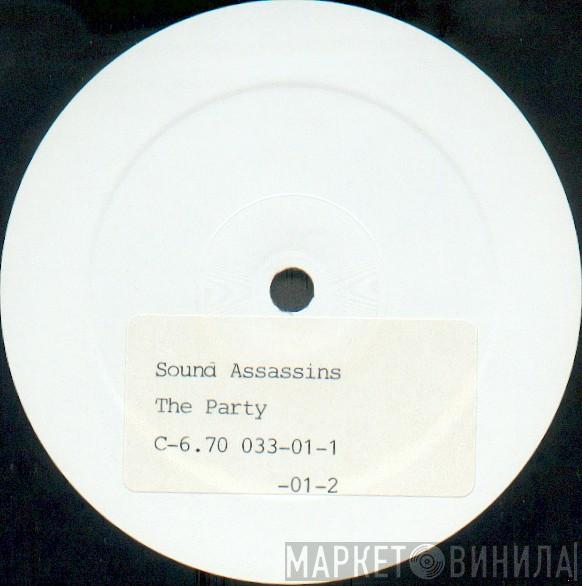 Sound Assassins
The Party
C-6.70 033-01-1
-01-2
МАРКЕТ ВИНИЛА